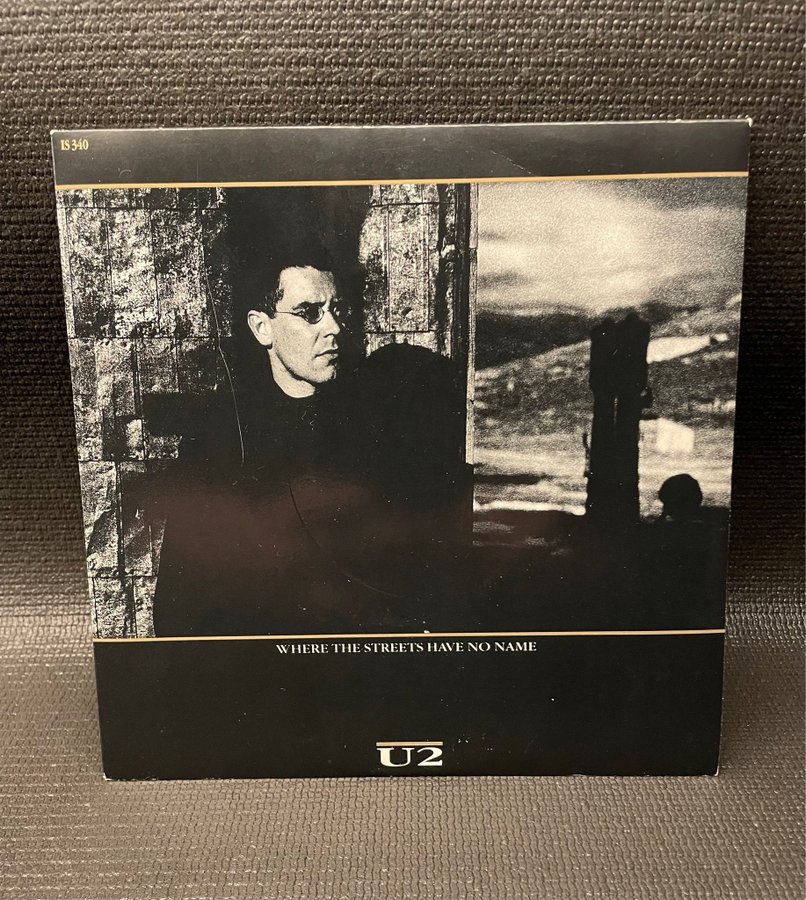 IS 340
WHERE THE STREETS HAVE NO NAME
U2